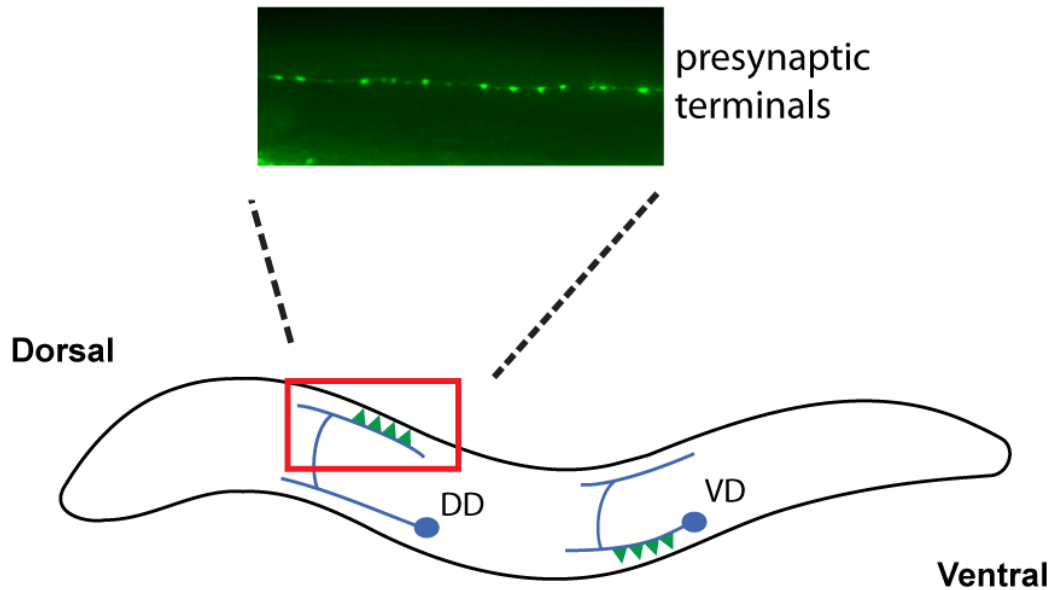 presynaptic
terminals
Dorsal
DD
VD
Ventral